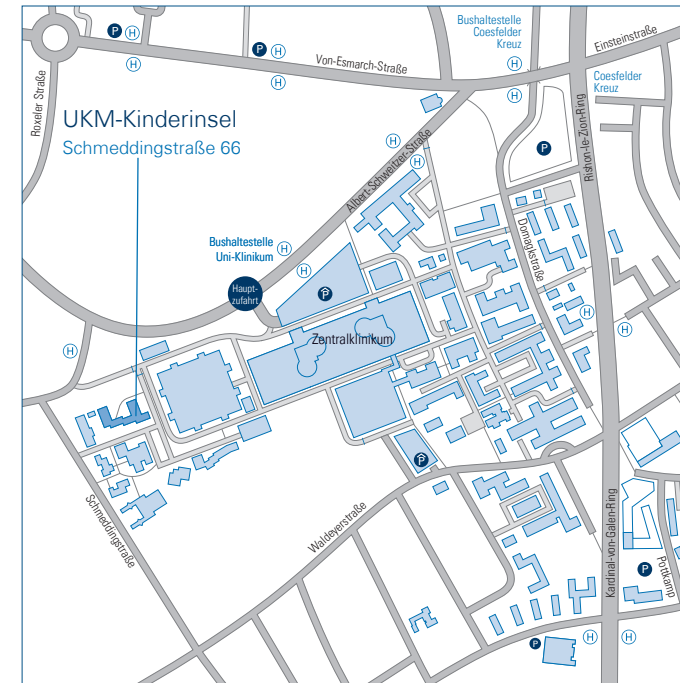 P
H
H
P
H
H
Von-Esmarch-Straße
Bushaltestelle
Coesfelder
Kreuz
H
H
Einsteinstraße
Coesfelder
Kreuz
H
Roxeler Straße
UKM-Kinderinsel
Schmeddingstraße 66
Albert-Schweitzer-Straße
H
H
P
Rishon-le-Zion-Ring
Domagkstraße
Bushaltestelle
Uni-Klinikum
H
H
Haupt-
zufahrt
P
Zentralklinikum
H
H
H
P
Schmeddingstraße
Waldeyerstraße
Kardinal-von-Galen-Ring
P
Pottkamp
P
H
H